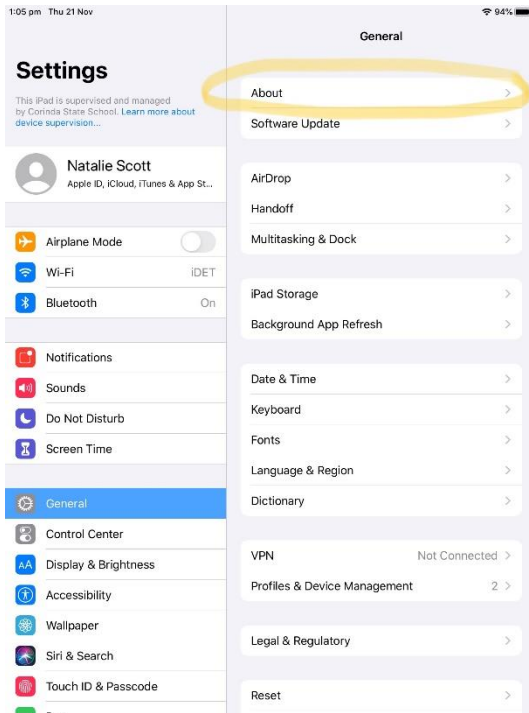 1:05 pm Thu 21 Nov
94%
Settings
This iPad is supervised and managed
by Corinda State School. Learn more about
device supervision...
Natalie Scott
Apple ID, iCloud, iTunes & App St...
Airplane Mode
Wi-Fi iDET
Bluetooth On
Notifications
Sounds
Do Not Disturb
Screen Time
General
Control Center
AA Display & Brightness
Accessibility
Wallpaper
Siri & Search
Touch ID & Passcode
General
About
Software Update
AirDrop
Handoff
Multitasking & Dock
iPad Storage
Background App Refresh
Date & Time
Keyboard
Fonts
Language & Region
Dictionary
VPN Not Connected
Profiles & Device Management 2
Legal & Regulatory
Reset